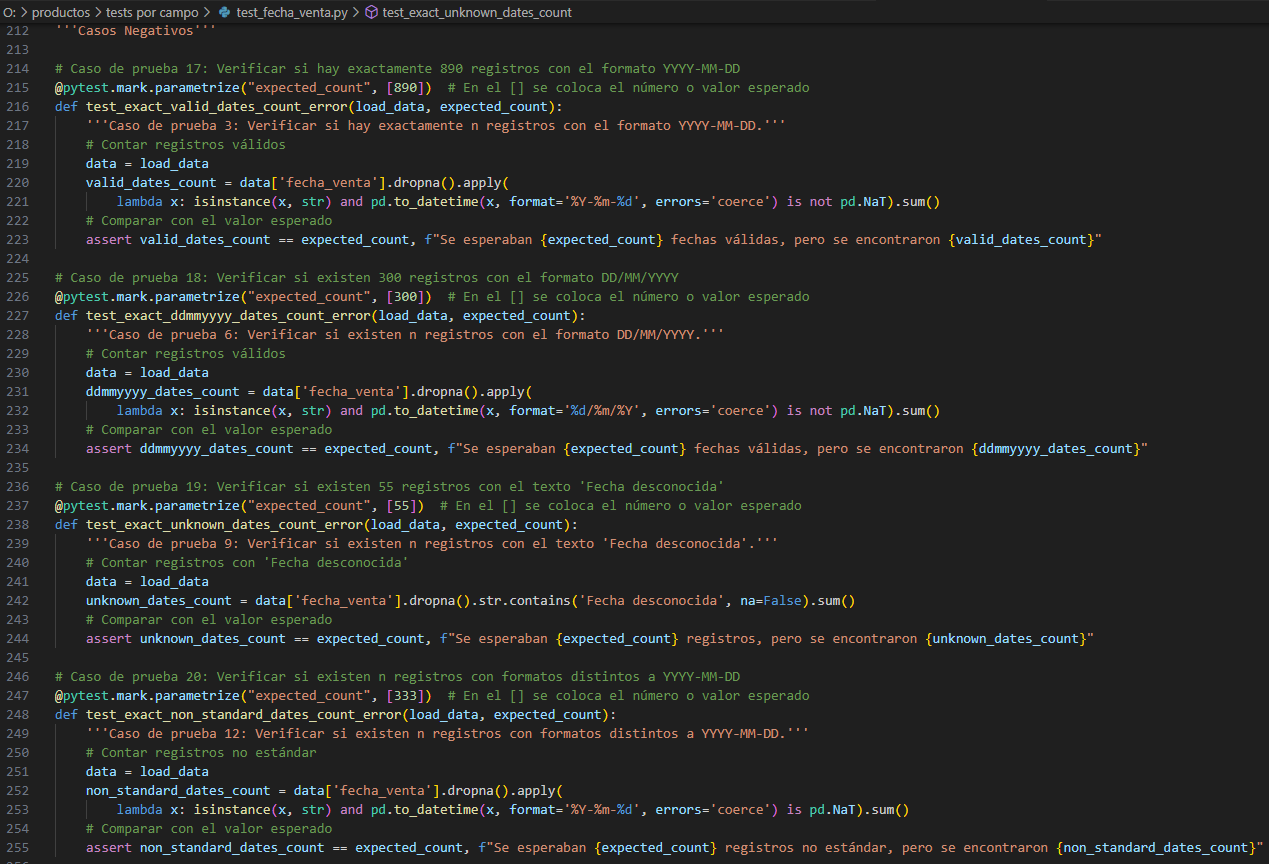 O: > productos > tests por campo > test_fecha_venta.py > test_exact_unknown_dates_count
212 '''Casos Negativos'''
213
214 # Caso de prueba 17: Verificar si hay exactamente 890 registros con el formato YYYY-MM-DD
215 @pytest.mark.parametrize("expected_count", [890])  # En el [] se coloca el número o valor esperado
216 def test_exact_valid_dates_count_error(load_data, expected_count):
217     '''Caso de prueba 3: Verificar si hay exactamente n registros con el formato YYYY-MM-DD.'''
218     # Contar registros válidos
219     data = load_data
220     valid_dates_count = data['fecha_venta'].dropna().apply(
221         lambda x: isinstance(x, str) and pd.to_datetime(x, format='%Y-%m-%d', errors='coerce') is not pd.NaT).sum()
222     # Comparar con el valor esperado
223     assert valid_dates_count == expected_count, f"Se esperaban {expected_count} fechas válidas, pero se encontraron {valid_dates_count}"
224
225 # Caso de prueba 18: Verificar si existen 300 registros con el formato DD/MM/YYYY
226 @pytest.mark.parametrize("expected_count", [300])  # En el [] se coloca el número o valor esperado
227 def test_exact_ddmmyyyy_dates_count_error(load_data, expected_count):
228     '''Caso de prueba 6: Verificar si existen n registros con el formato DD/MM/YYYY.'''
229     # Contar registros válidos
230     data = load_data
231     ddmmyyyy_dates_count = data['fecha_venta'].dropna().apply(
232         lambda x: isinstance(x, str) and pd.to_datetime(x, format='%d/%m/%Y', errors='coerce') is not pd.NaT).sum()
233     # Comparar con el valor esperado
234     assert ddmmyyyy_dates_count == expected_count, f"Se esperaban {expected_count} fechas válidas, pero se encontraron {ddmmyyyy_dates_count}"
235
236 # Caso de prueba 19: Verificar si existen 55 registros con el texto 'Fecha desconocida'
237 @pytest.mark.parametrize("expected_count", [55])  # En el [] se coloca el número o valor esperado
238 def test_exact_unknown_dates_count_error(load_data, expected_count):
239     '''Caso de prueba 9: Verificar si existen n registros con el texto 'Fecha desconocida'.'''
240     # Contar registros con 'Fecha desconocida'
241     data = load_data
242     unknown_dates_count = data['fecha_venta'].dropna().str.contains('Fecha desconocida', na=False).sum()
243     # Comparar con el valor esperado
244     assert unknown_dates_count == expected_count, f"Se esperaban {expected_count} registros, pero se encontraron {unknown_dates_count}"
245
246 # Caso de prueba 20: Verificar si existen n registros con formatos distintos a YYYY-MM-DD
247 @pytest.mark.parametrize("expected_count", [333])  # En el [] se coloca el número o valor esperado
248 def test_exact_non_standard_dates_count_error(load_data, expected_count):
249     '''Caso de prueba 12: Verificar si existen n registros con formatos distintos a YYYY-MM-DD.'''
250     # Contar registros no estándar
251     data = load_data
252     non_standard_dates_count = data['fecha_venta'].dropna().apply(
253         lambda x: isinstance(x, str) and pd.to_datetime(x, format='%Y-%m-%d', errors='coerce') is pd.NaT).sum()
254     # Comparar con el valor esperado
255     assert non_standard_dates_count == expected_count, f"Se esperaban {expected_count} registros no estándar, pero se encontraron {non_standard_dates_count}"